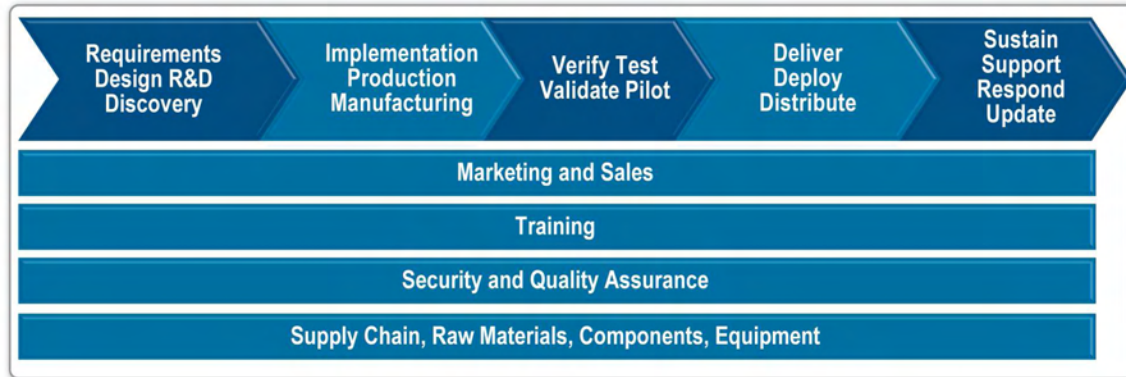 Requirements
Design R&D
Discovery
Implementation
Production
Manufacturing
Verify Test
Validate Pilot
Deliver
Deploy
Distribute
Sustain
Support
Respond
Update
Marketing and Sales
Training
Security and Quality Assurance
Supply Chain, Raw Materials, Components, Equipment